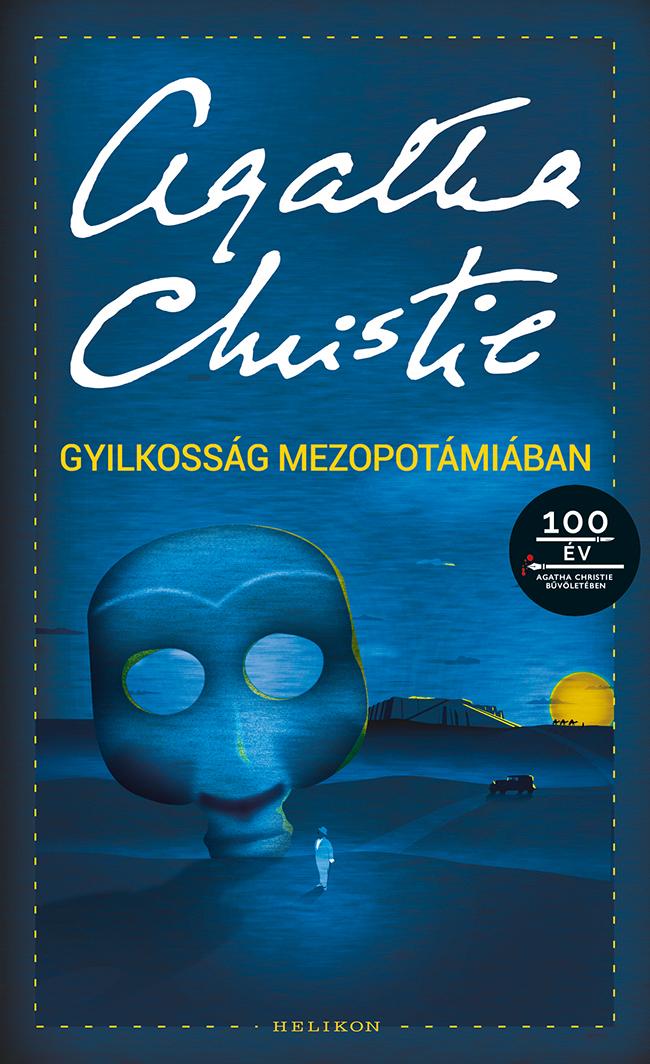 Agatha
Christie
GYILKOSSÁG MEZOPOTÁMIÁBAN
100
ÉV
AGATHA CHRISTIE
BŰVÖLETÉBEN
HELIKON